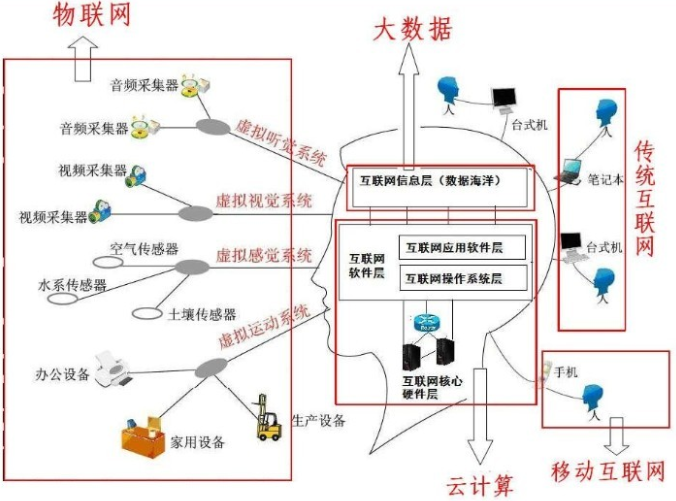 物联网
大数据
音频采集器
音频采集器
虚拟听觉系统
视频采集器
视频采集器
虚拟视觉系统
空气传感器
虚拟感觉系统
水系传感器
土壤传感器
虚拟运动系统
办公设备
家用设备
生产设备
互联网信息层（数据海洋）
互联网
软件层
互联网应用软件层
互联网操作系统层
互联网核心
硬件层
人
台式机
人
笔记本
台式机
人
传统互联网
手机
人
云计算
移动互联网